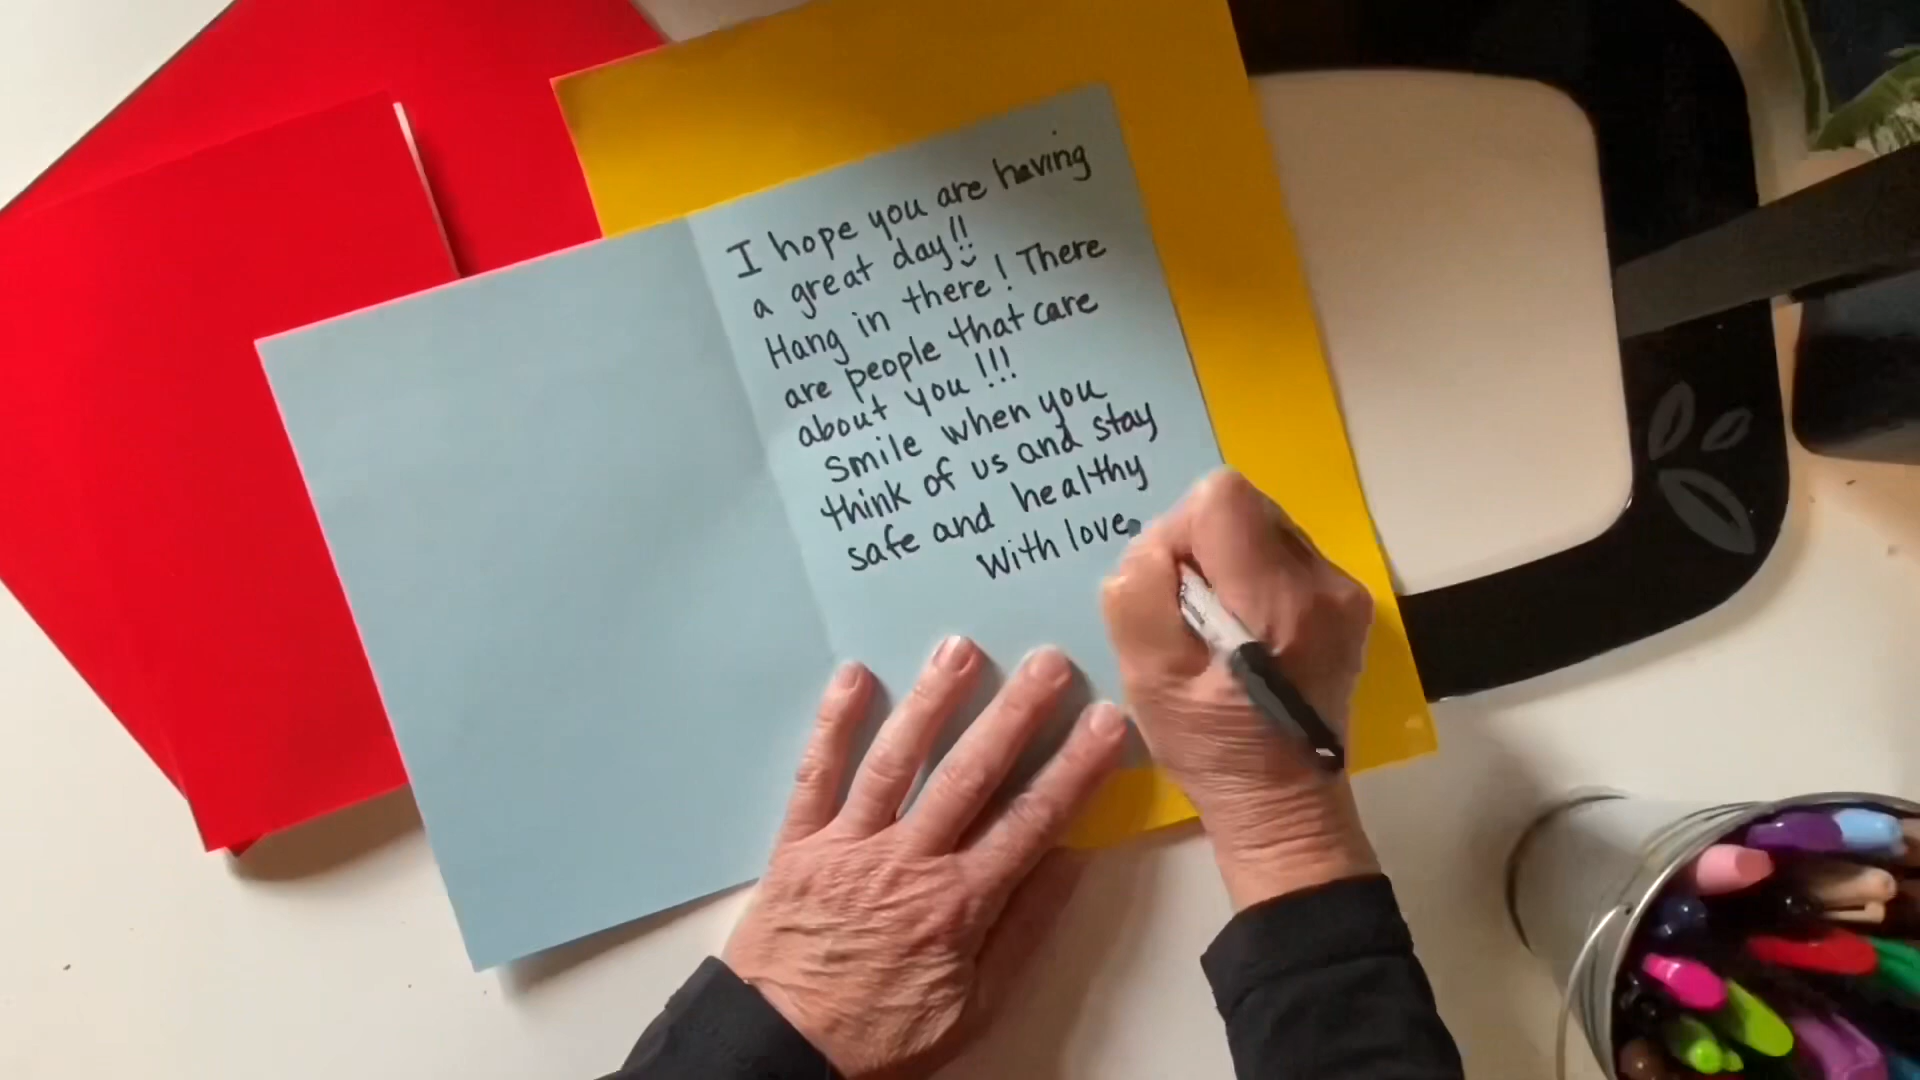 I hope you are having
a great day!!
Hang in there! There
are people that care
about you!!!
Smile when you
think of us and stay
safe and healthy
With love